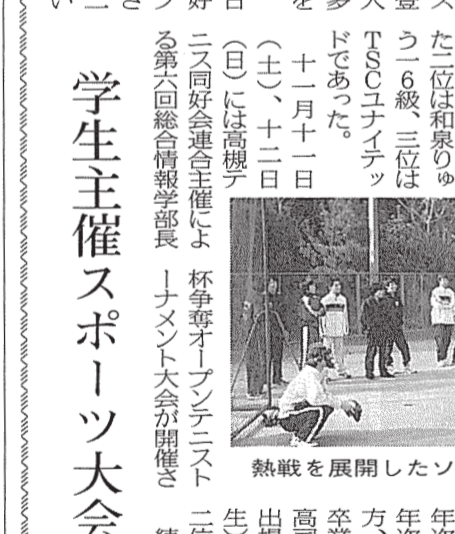 た二位は和泉りゅ
う一6級、三位は
TSCユナイテッ
ドであった。
十一月十一日
(土)、十二日
(日)には高槻テ
ニス同好会連合主催によ
る第六回総合情報学部長
杯争奪オープンテニスト
ーナメント大会が開催さ
熱戦を展開したソ
学生主催スポーツ大会